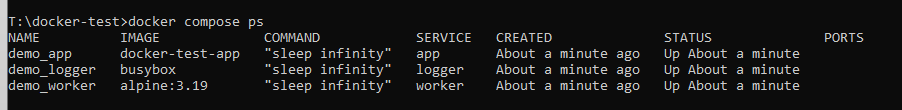 T:\docker-test>docker compose ps
NAME IMAGE COMMAND SERVICE CREATED STATUS PORTS
demo_app docker-test-app "sleep infinity" app About a minute ago Up About a minute
demo_logger busybox "sleep infinity" logger About a minute ago Up About a minute
demo_worker alpine:3.19 "sleep infinity" worker About a minute ago Up About a minute